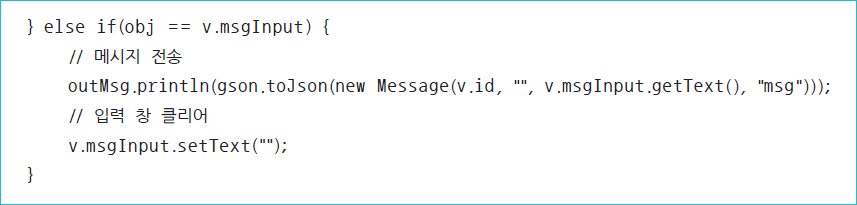 } else if(obj == v.msgInput) {
// 메시지 전송
outMsg.println(gson.toJson(new Message(v.id, "", v.msgInput.getText(), "msg")));
// 입력 창 클리어
v.msgInput.setText("");
}